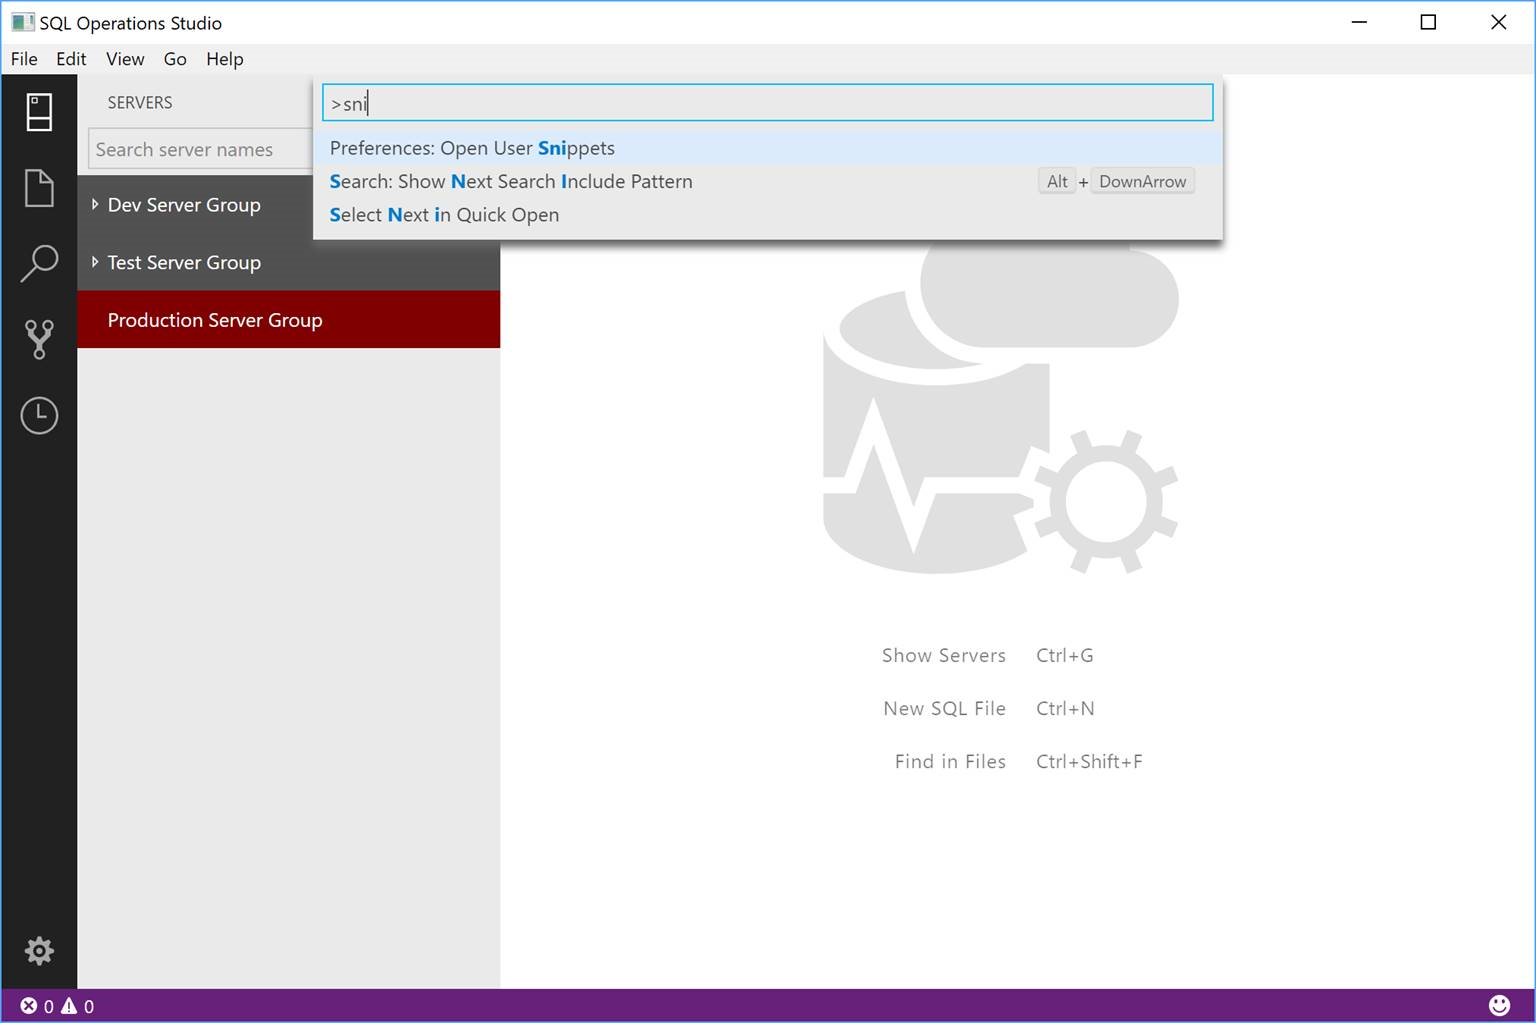 SQL Operations Studio
File Edit View Go Help
SERVERS
>sni
Search server names
Preferences: Open User Snippets
Search: Show Next Search Include Pattern Alt + DownArrow
Select Next in Quick Open
Dev Server Group
Test Server Group
Production Server Group
Show Servers Ctrl+G
New SQL File Ctrl+N
Find in Files Ctrl+Shift+F
0 0